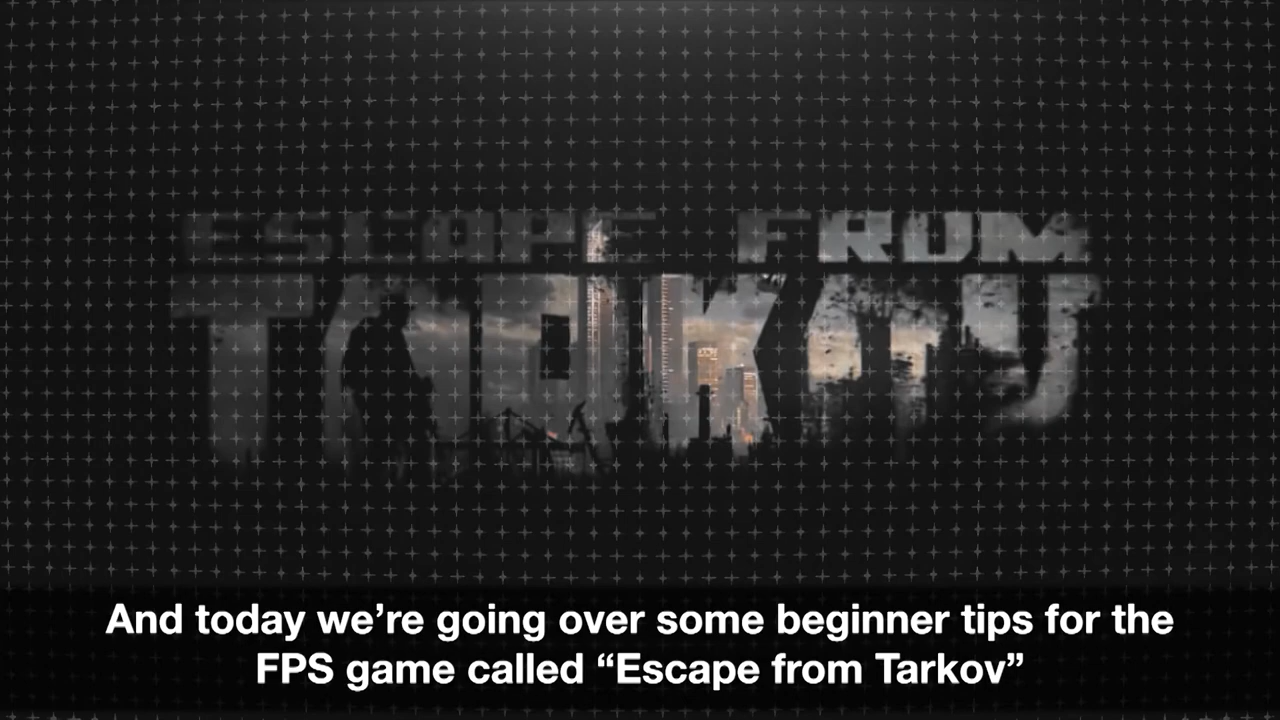 ESCAPE FROM
TARKOV
And today we’re going over some beginner tips for the
FPS game called “Escape from Tarkov”